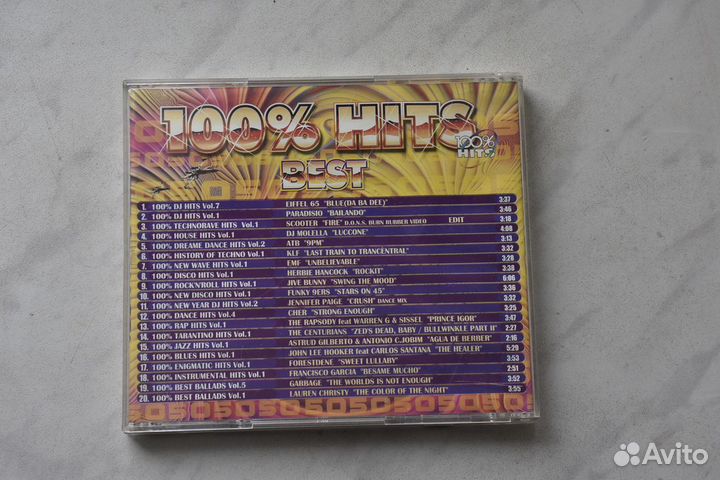 100% HITS
100% HITS
BEST
1. 100% DJ HITS Vol.7 EIFFEL 65 "BLUE(DA BA DEE)" 3:37
2. 100% DJ HITS Vol.1 PARADISIO "BAILANDO" 3:46
3. 100% TECHNORAVE HITS Vol.1 SCOOTER "FIRE" D.O.N.S. BURN RUBBER VIDEO EDIT 3:18
4. 100% HOUSE HITS Vol.1 DJ MOLELLA "LUCCONE" 4:08
5. 100% DREAME DANCE HITS Vol.2 ATB "9PM" 3:13
6. 100% HISTORY OF TECHNO Vol.1 KLF "LAST TRAIN TO TRANCENTRAL" 3:32
7. 100% NEW WAVE HITS Vol.1 EMF "UNBELIEVABLE" 3:28
8. 100% DISCO HITS Vol.1 HERBIE HANCOCK "ROCKIT" 3:38
9. 100% ROCK'N'ROLL HITS Vol.1 JIVE BUNNY "SWING THE MOOD" 6:06
10. 100% NEW DISCO HITS Vol.1 FUNKY 9ERS "STARS ON 45" 3:36
11. 100% NEW YEAR DJ HITS Vol.2 JENNIFER PAIGE "CRUSH" DANCE MIX 3:32
12. 100% DANCE HITS Vol.4 CHER "STRONG ENOUGH" 3:25
13. 100% RAP HITS Vol.1 THE RAPSODY feat WARREN G & SISSEL "PRINCE IGOR" 3:47
14. 100% TARANTINO HITS Vol.1 THE CENTURIANS "ZED'S DEAD, BABY / BULLWINKLE PART II" 2:27
15. 100% JAZZ HITS Vol.1 ASTRUD GILBERTO & ANTONIO C.JOBIM "AGUA DE BERBER" 2:16
16. 100% BLUES HITS Vol.1 JOHN LEE HOOKER feat CARLOS SANTANA "THE HEALER" 5:29
17. 100% ENIGMATIC HITS Vol.1 FORESTDENE "SWEET LULLABY" 3:53
18. 100% INSTRUMENTAL HITS Vol.1 FRANCISCO GARCIA "BESAME MUCHO" 2:51
19. 100% BEST BALLADS Vol.5 GARBAGE "THE WORLDS IS NOT ENOUGH" 3:52
20. 100% BEST BALLADS Vol.1 LAUREN CHRISTY "THE COLOR OF THE NIGHT" 3:55
Avito